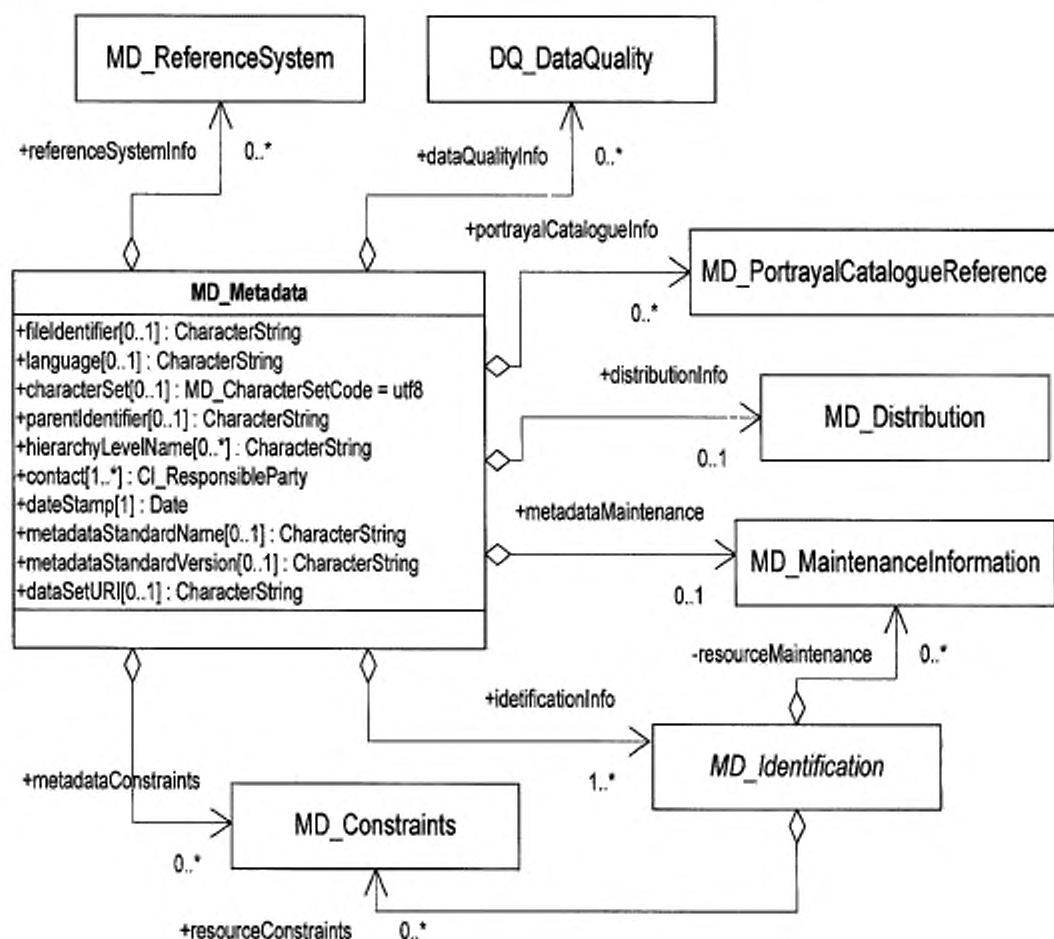 MD_ReferenceSystem
DQ_DataQuality
+referenceSystemInfo
0..*
+dataQualityInfo
0..*
+portrayalCatalogueInfo
MD_PortrayalCatalogueReference
0..*
MD_Metadata
+fileIdentifier[0..1] : CharacterString
+language[0..1] : CharacterString
+characterSet[0..1] : MD_CharacterSetCode = utf8
+parentIdentifier[0..1] : CharacterString
+hierarchyLevelName[0..*] : CharacterString
+contact[1..*] : CI_ResponsibleParty
+dateStamp[1] : Date
+metadataStandardName[0..1] : CharacterString
+metadataStandardVersion[0..1] : CharacterString
+dataSetURI[0..1] : CharacterString
+distributionInfo
MD_Distribution
0..1
+metadataMaintenance
MD_MaintenanceInformation
0..1
-resourceMaintenance
0..*
+idetificationInfo
1..*
MD_Identification
+metadataConstraints
MD_Constraints
0..*
+resourceConstraints
0..*